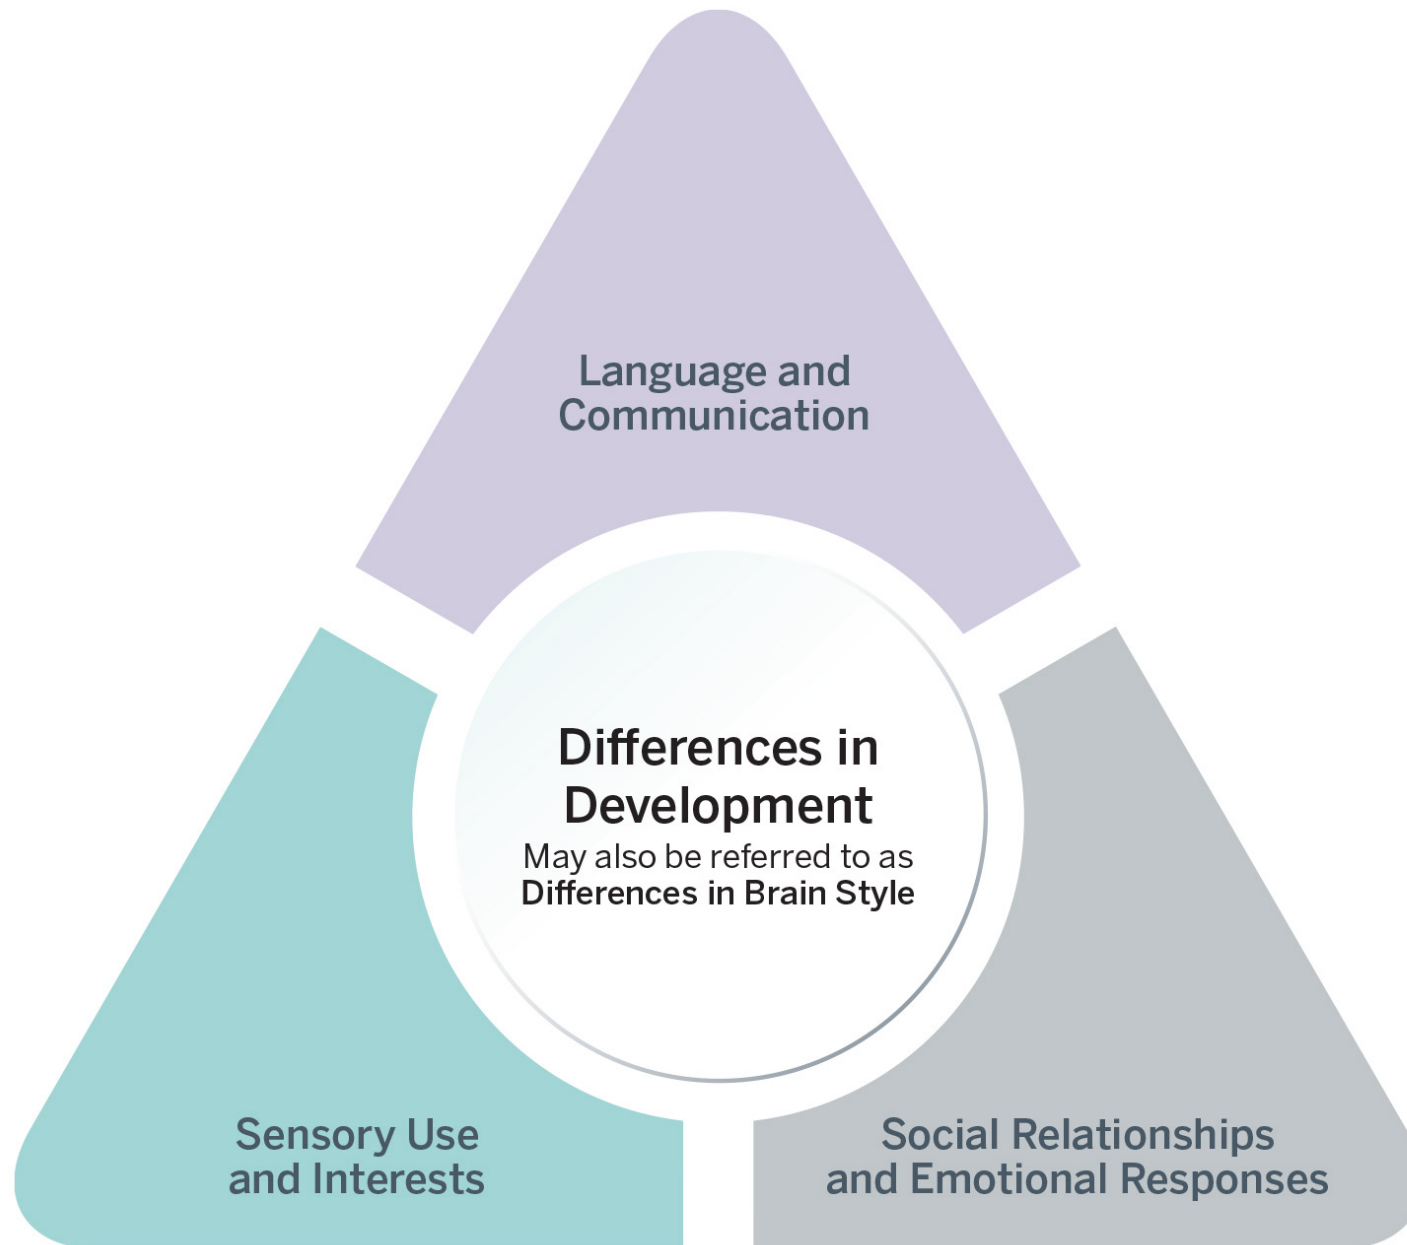 Language and
Communication
Differences in
Development
May also be referred to as
Differences in Brain Style
Sensory Use
and Interests
Social Relationships
and Emotional Responses